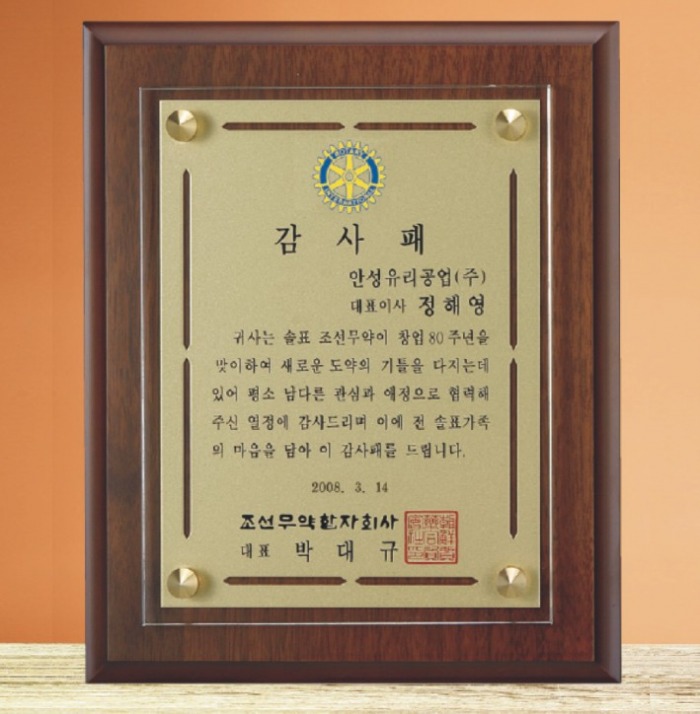 ROTARY
INTERNATIONAL
감 사 패
안성유리공업(주)
대표이사 정해영
귀사는 솔표 조선무약이 창업 80주년을
맞이하여 새로운 도약의 기틀을 다지는데
있어 평소 남다른 관심과 애정으로 협력해
주신 열정에 감사드리며 이에 전 솔표가족
의 마음을 담아 이 감사패를 드립니다.
2008. 3. 14
조선무약합자회사
대표 박대규